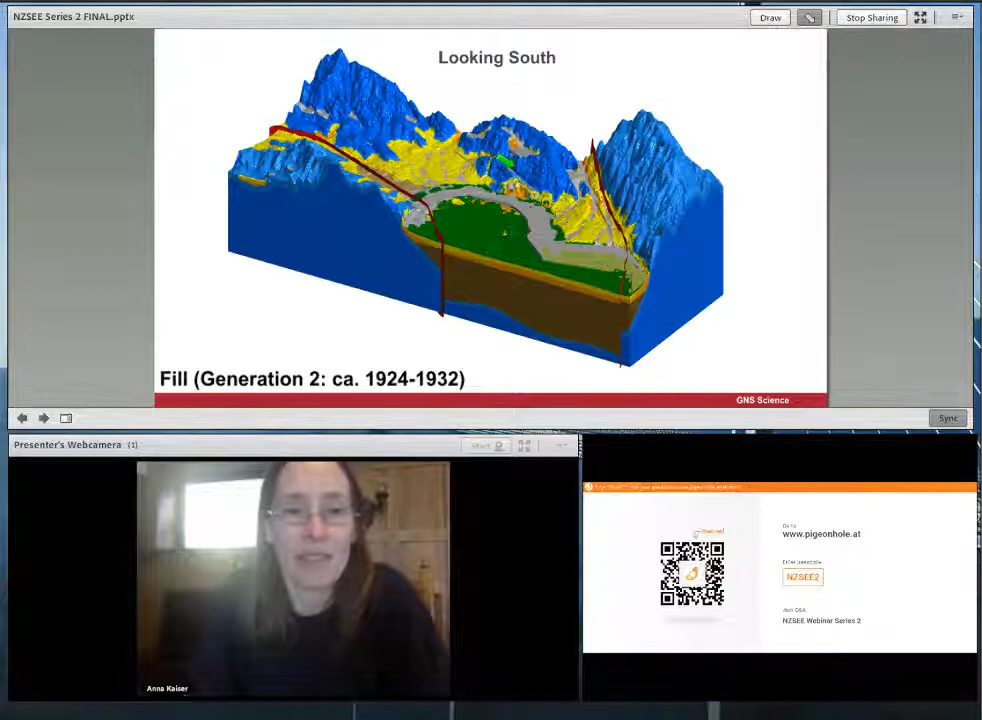 NZSEE Series 2 FINAL.pptx
Draw
Stop Sharing
Looking South
Fill (Generation 2: ca. 1924-1932)
GNS Science
Sync
Presenter's Webcamera (1)
Start
Go to
www.pigeonhole.at
Enter passcode
NZSEE2
Join Q&A
NZSEE Webinar Series 2
Anna Kaiser